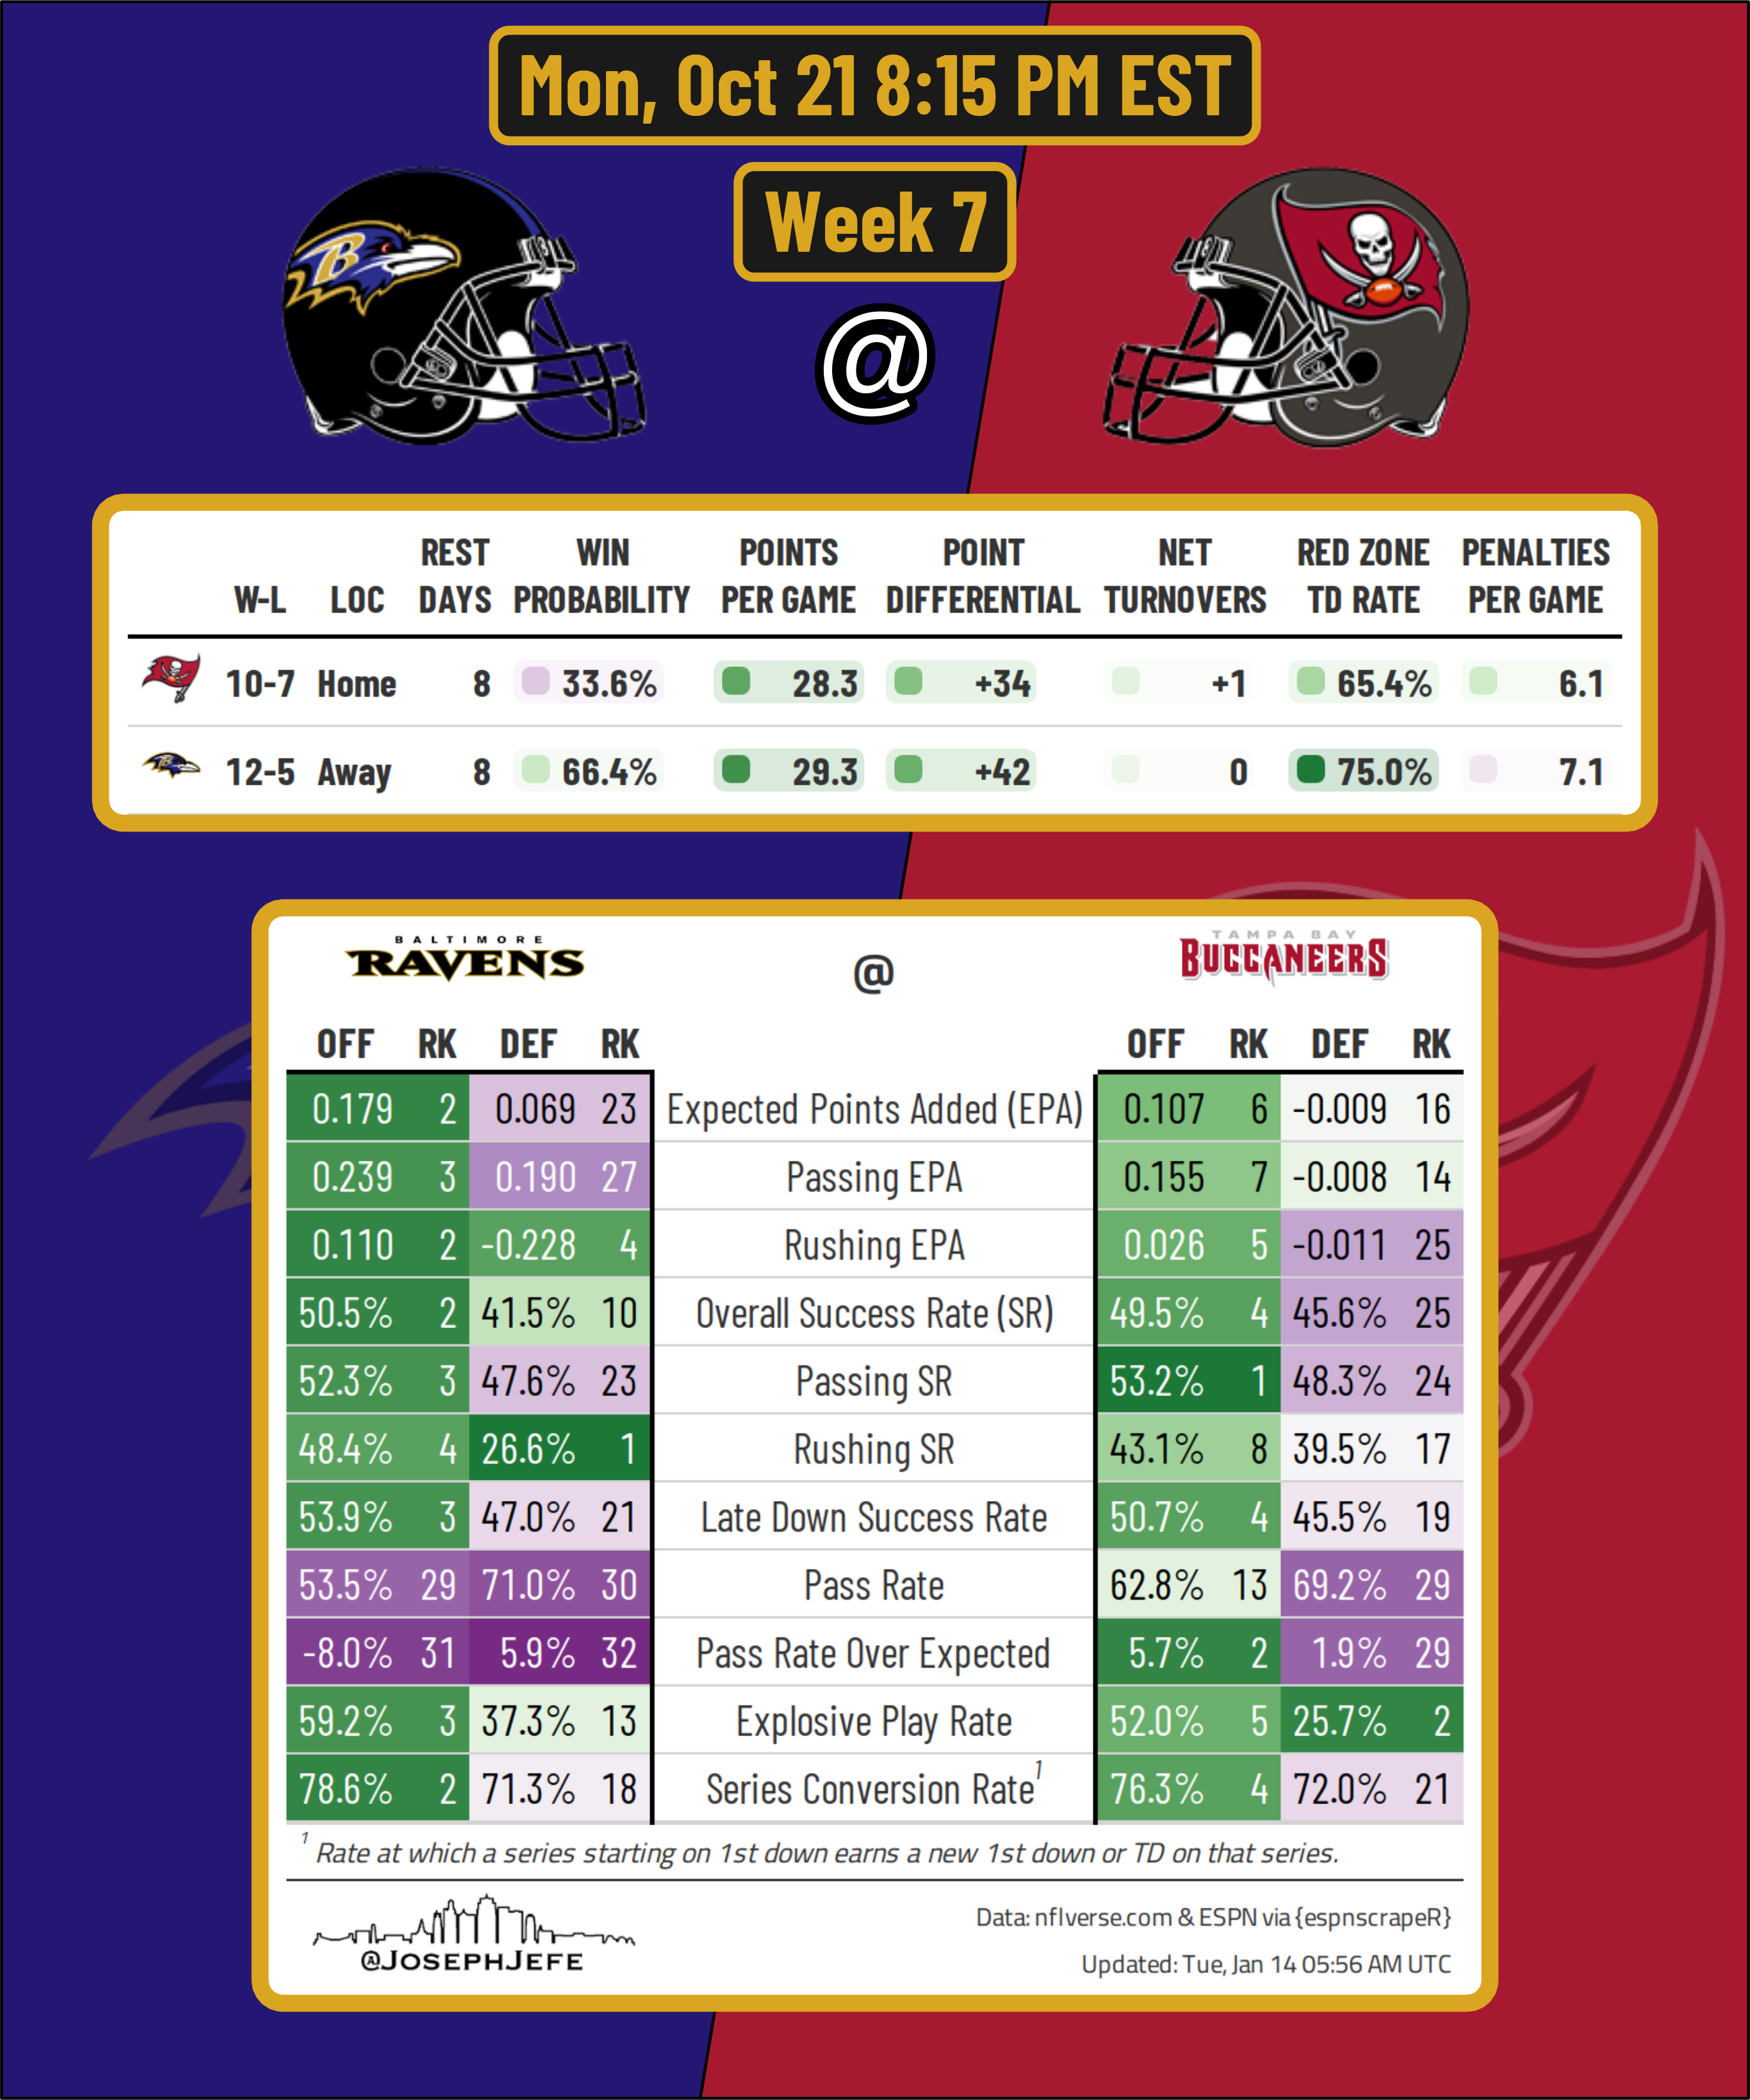 Mon, Oct 21 8:15 PM EST
Week 7
B
@
REST WIN POINTS POINT NET RED ZONE PENALTIES
W-L LOC DAYS PROBABILITY PER GAME DIFFERENTIAL TURNOVERS TD RATE PER GAME
10-7 Home 8 33.6% 28.3 +34 +1 65.4% 6.1
12-5 Away 8 66.4% 29.3 +42 0 75.0% 7.1
BALTIMORE TAMPA BAY
RAVENS @ BUCCANEERS
OFF RK DEF RK OFF RK DEF RK
0.179 2 0.069 23 Expected Points Added (EPA) 0.107 6 -0.009 16
0.239 3 0.190 27 Passing EPA 0.155 7 -0.008 14
0.110 2 -0.228 4 Rushing EPA 0.026 5 -0.011 25
50.5% 2 41.5% 10 Overall Success Rate (SR) 49.5% 4 45.6% 25
52.3% 3 47.6% 23 Passing SR 53.2% 1 48.3% 24
48.4% 4 26.6% 1 Rushing SR 43.1% 8 39.5% 17
53.9% 3 47.0% 21 Late Down Success Rate 50.7% 4 45.5% 19
53.5% 29 71.0% 30 Pass Rate 62.8% 13 69.2% 29
-8.0% 31 5.9% 32 Pass Rate Over Expected 5.7% 2 1.9% 29
59.2% 3 37.3% 13 Explosive Play Rate 52.0% 5 25.7% 2
78.6% 2 71.3% 18 Series Conversion Rate¹ 76.3% 4 72.0% 21
¹ Rate at which a series starting on 1st down earns a new 1st down or TD on that series.
@JOSEPHJEFE
Data: nflverse.com & ESPN via {espnscrapeR}
Updated: Tue, Jan 14 05:56 AM UTC